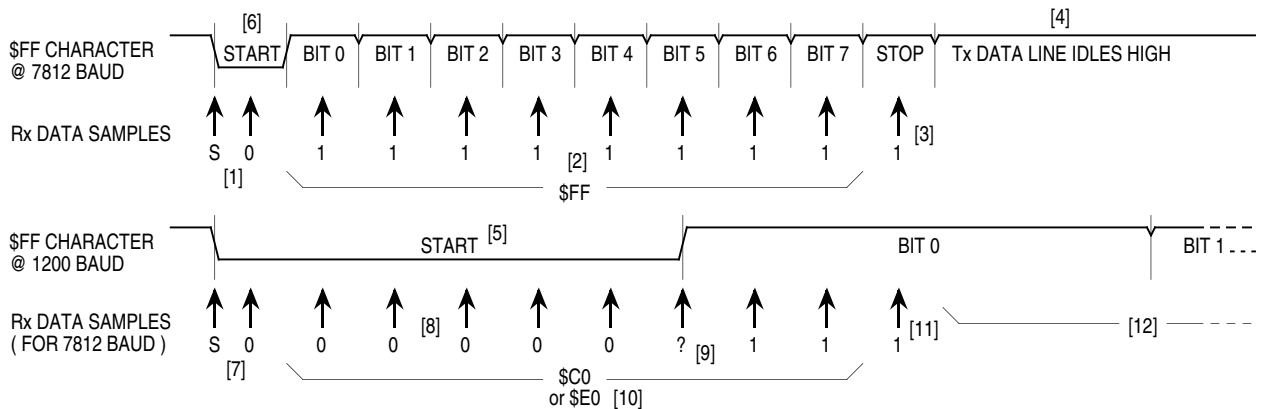 [6] [4]
$FF CHARACTER START BIT 0 BIT 1 BIT 2 BIT 3 BIT 4 BIT 5 BIT 6 BIT 7 STOP Tx DATA LINE IDLES HIGH
@ 7812 BAUD
Rx DATA SAMPLES [3]
S 0 1 1 1 1 1 1 1 1 1
[1] [2]
$FF
$FF CHARACTER START [5] BIT 0 BIT 1
@ 1200 BAUD
Rx DATA SAMPLES [8] [11] [12]
( FOR 7812 BAUD ) S 0 0 0 0 0 0 ? [9] 1 1 1
[7]
$C0
or $E0 [10]